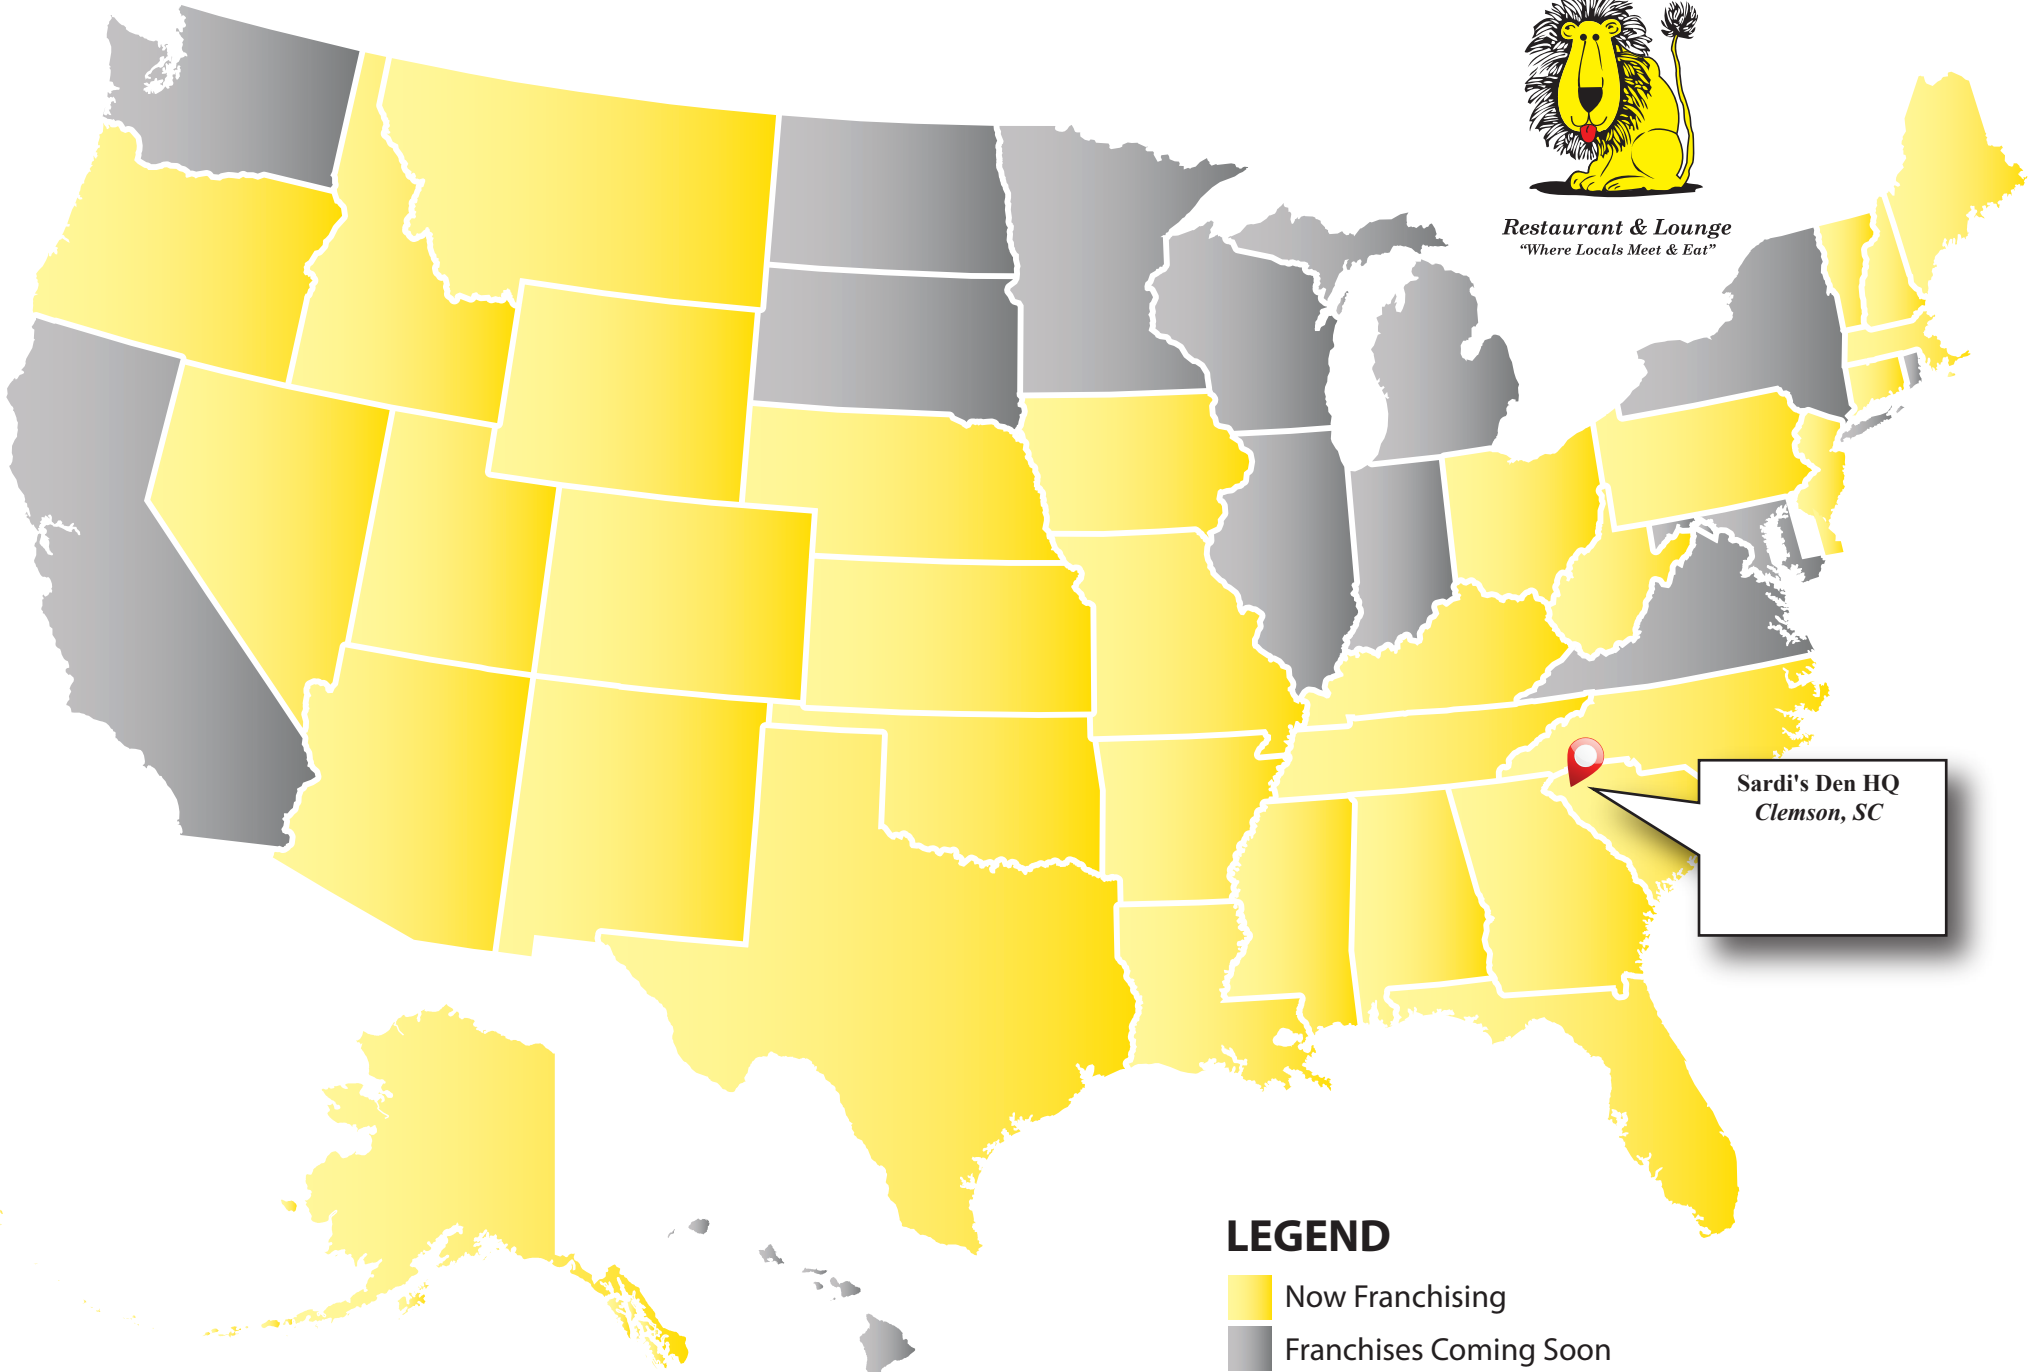 Restaurant & Lounge
“Where Locals Meet & Eat”
Sardi's Den HQ
Clemson, SC
LEGEND
Now Franchising
Franchises Coming Soon